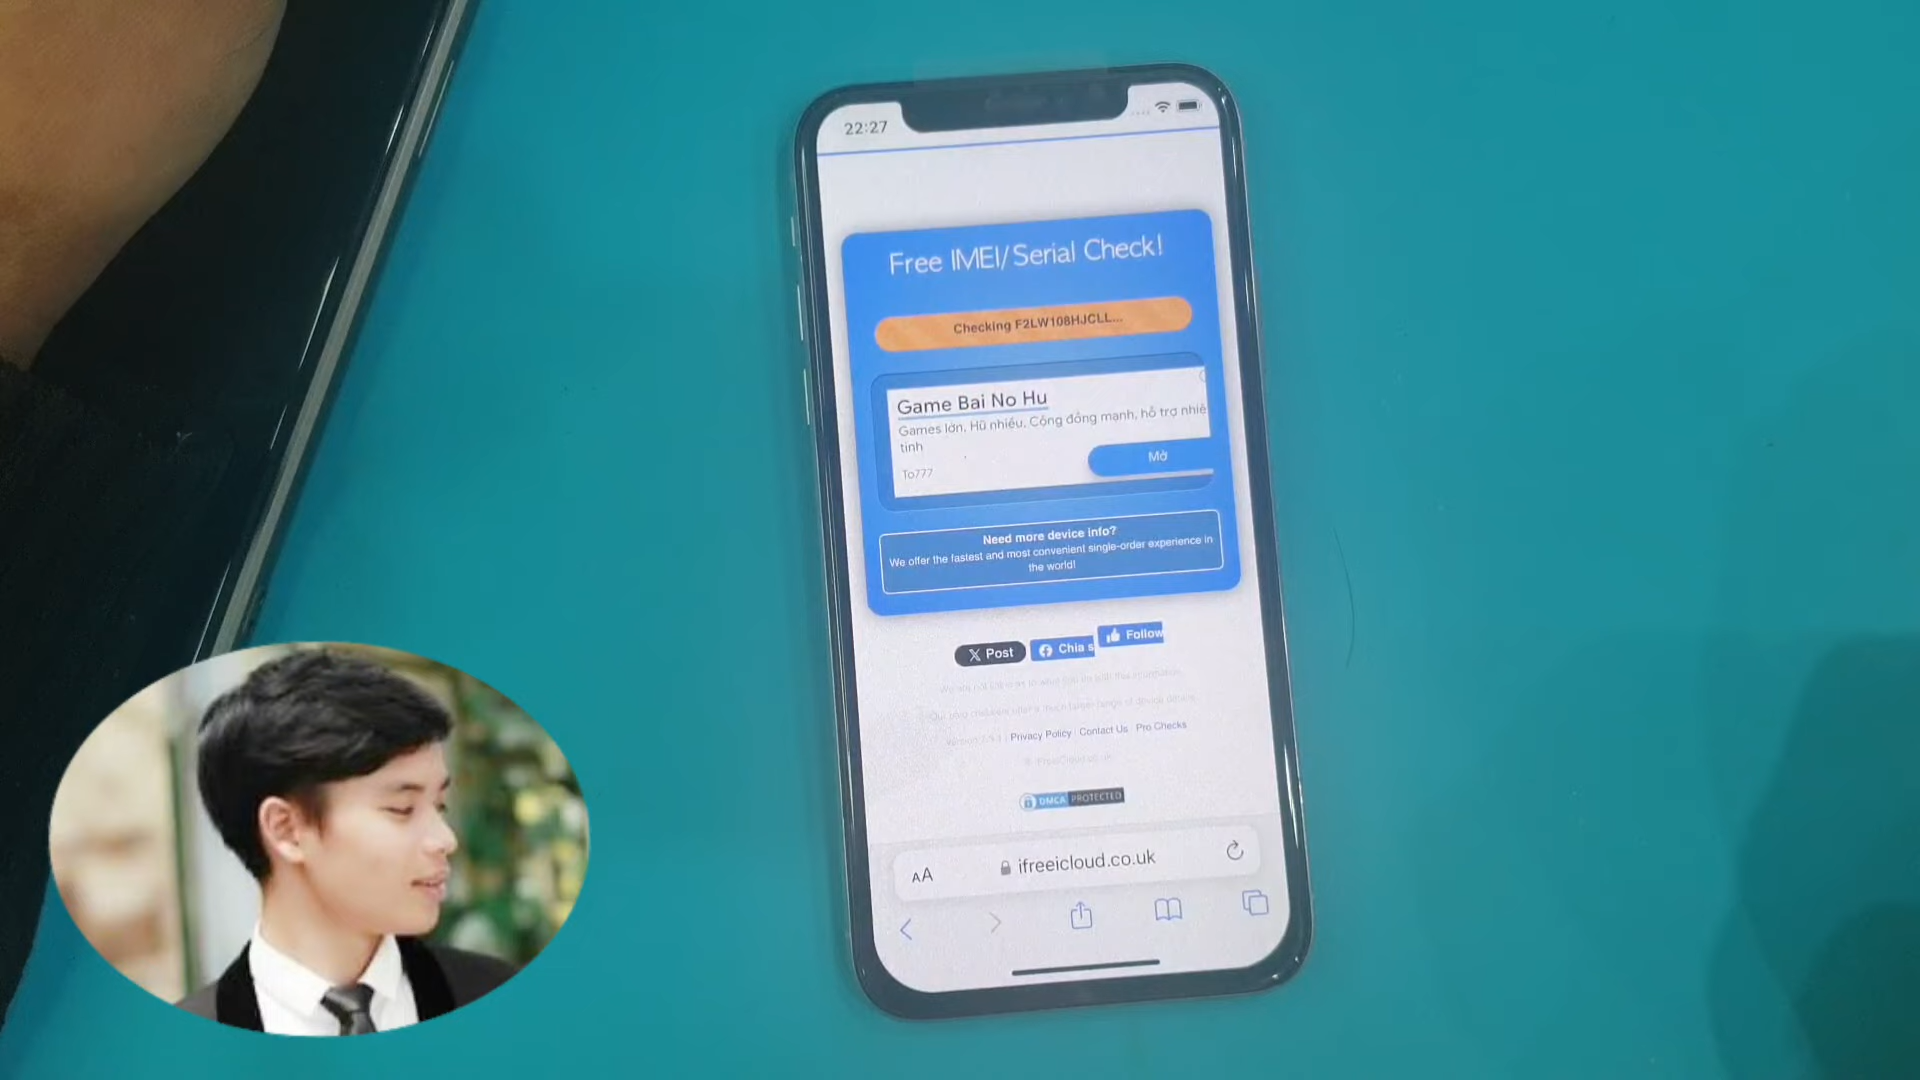 22:27
Free IMEI/Serial Check!
Checking F2LW108HJCLL...
Game Bai No Hu
Games lớn, Hũ nhiều, Cộng đồng mạnh, hỗ trợ nhiề
tình
To777
Mở
Need more device info?
We offer the fastest and most convenient single-order experience in
the world!
Post
Chia s
Follow
Privacy Policy | Contact Us | Pro Checks
DMCA PROTECTED
AA
ifreeicloud.co.uk